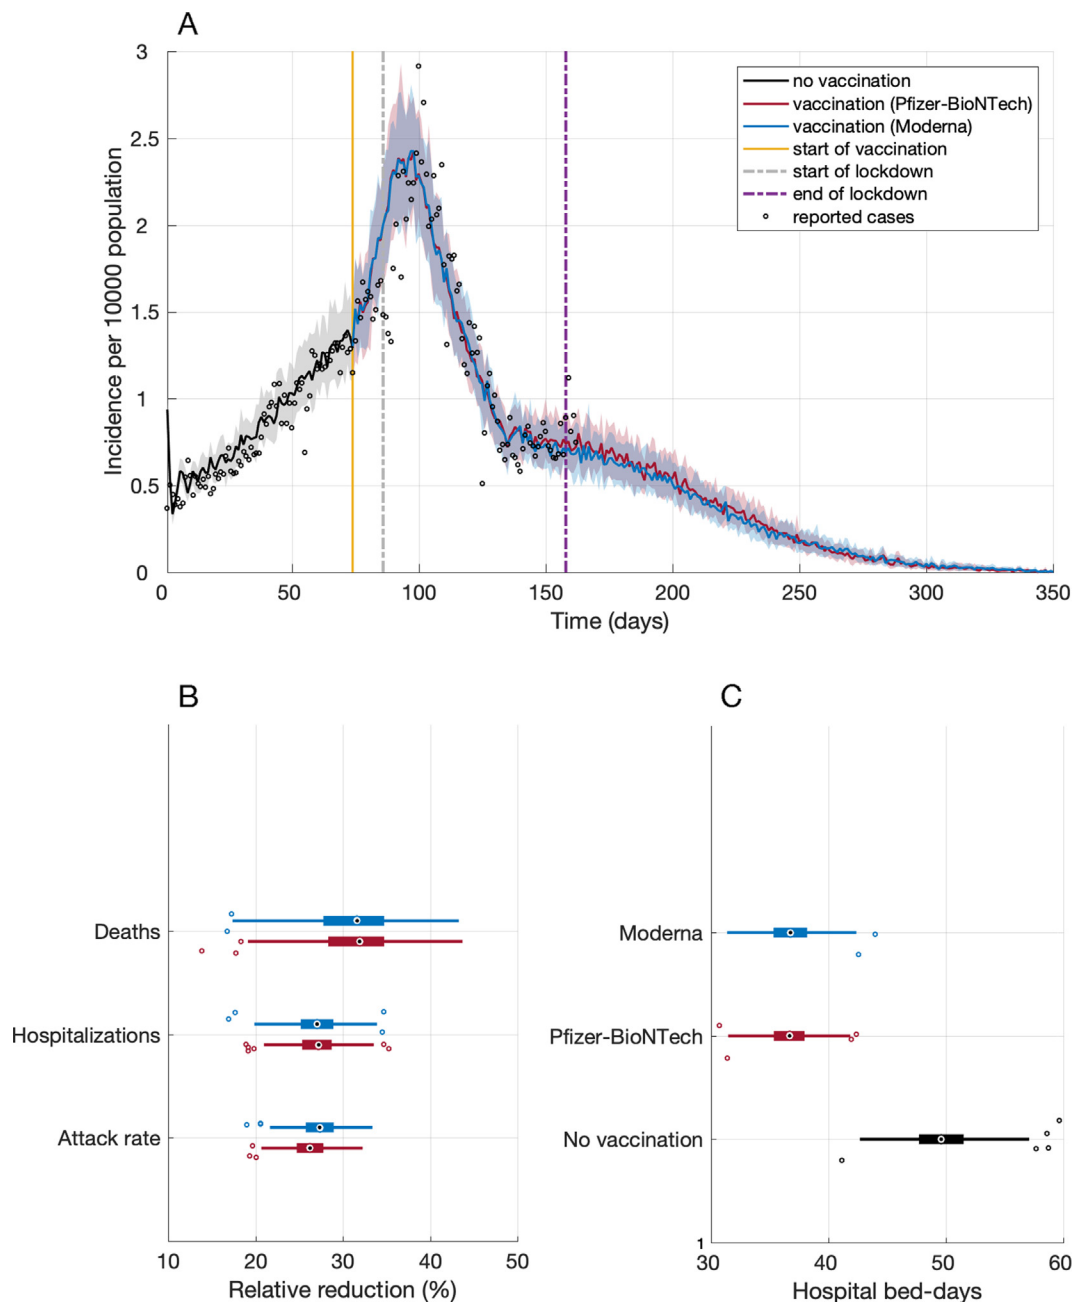 A
3
2.5
2
1.5
1
0.5
0
Incidence per 10000 population
no vaccination
vaccination (Pfizer-BioNTech)
vaccination (Moderna)
start of vaccination
start of lockdown
end of lockdown
reported cases
0 50 100 150 200 250 300 350
Time (days)
B
Deaths
Hospitalizations
Attack rate
10 20 30 40 50
Relative reduction (%)
C
Moderna
Pfizer-BioNTech
No vaccination
1
30 40 50 60
Hospital bed-days